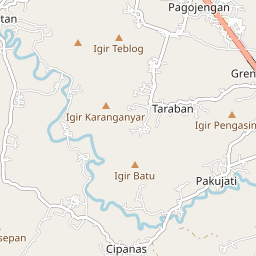 Pagojengan
tan
Igir Teblog
Gren
Taraban
Igir Karanganyar
Igir Pengasin
Igir Batu
Pakujati
sepan
Cipanas